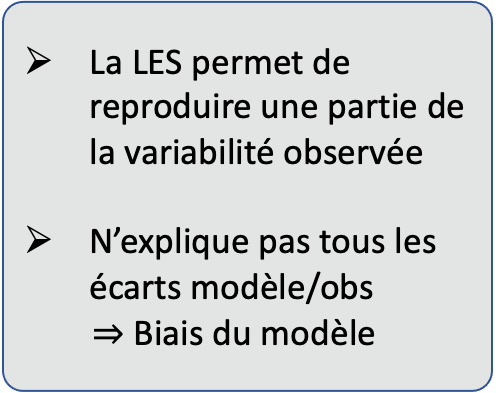 ➢ La LES permet de
reproduire une partie de
la variabilité observée
➢ N’explique pas tous les
écarts modèle/obs
⇒ Biais du modèle